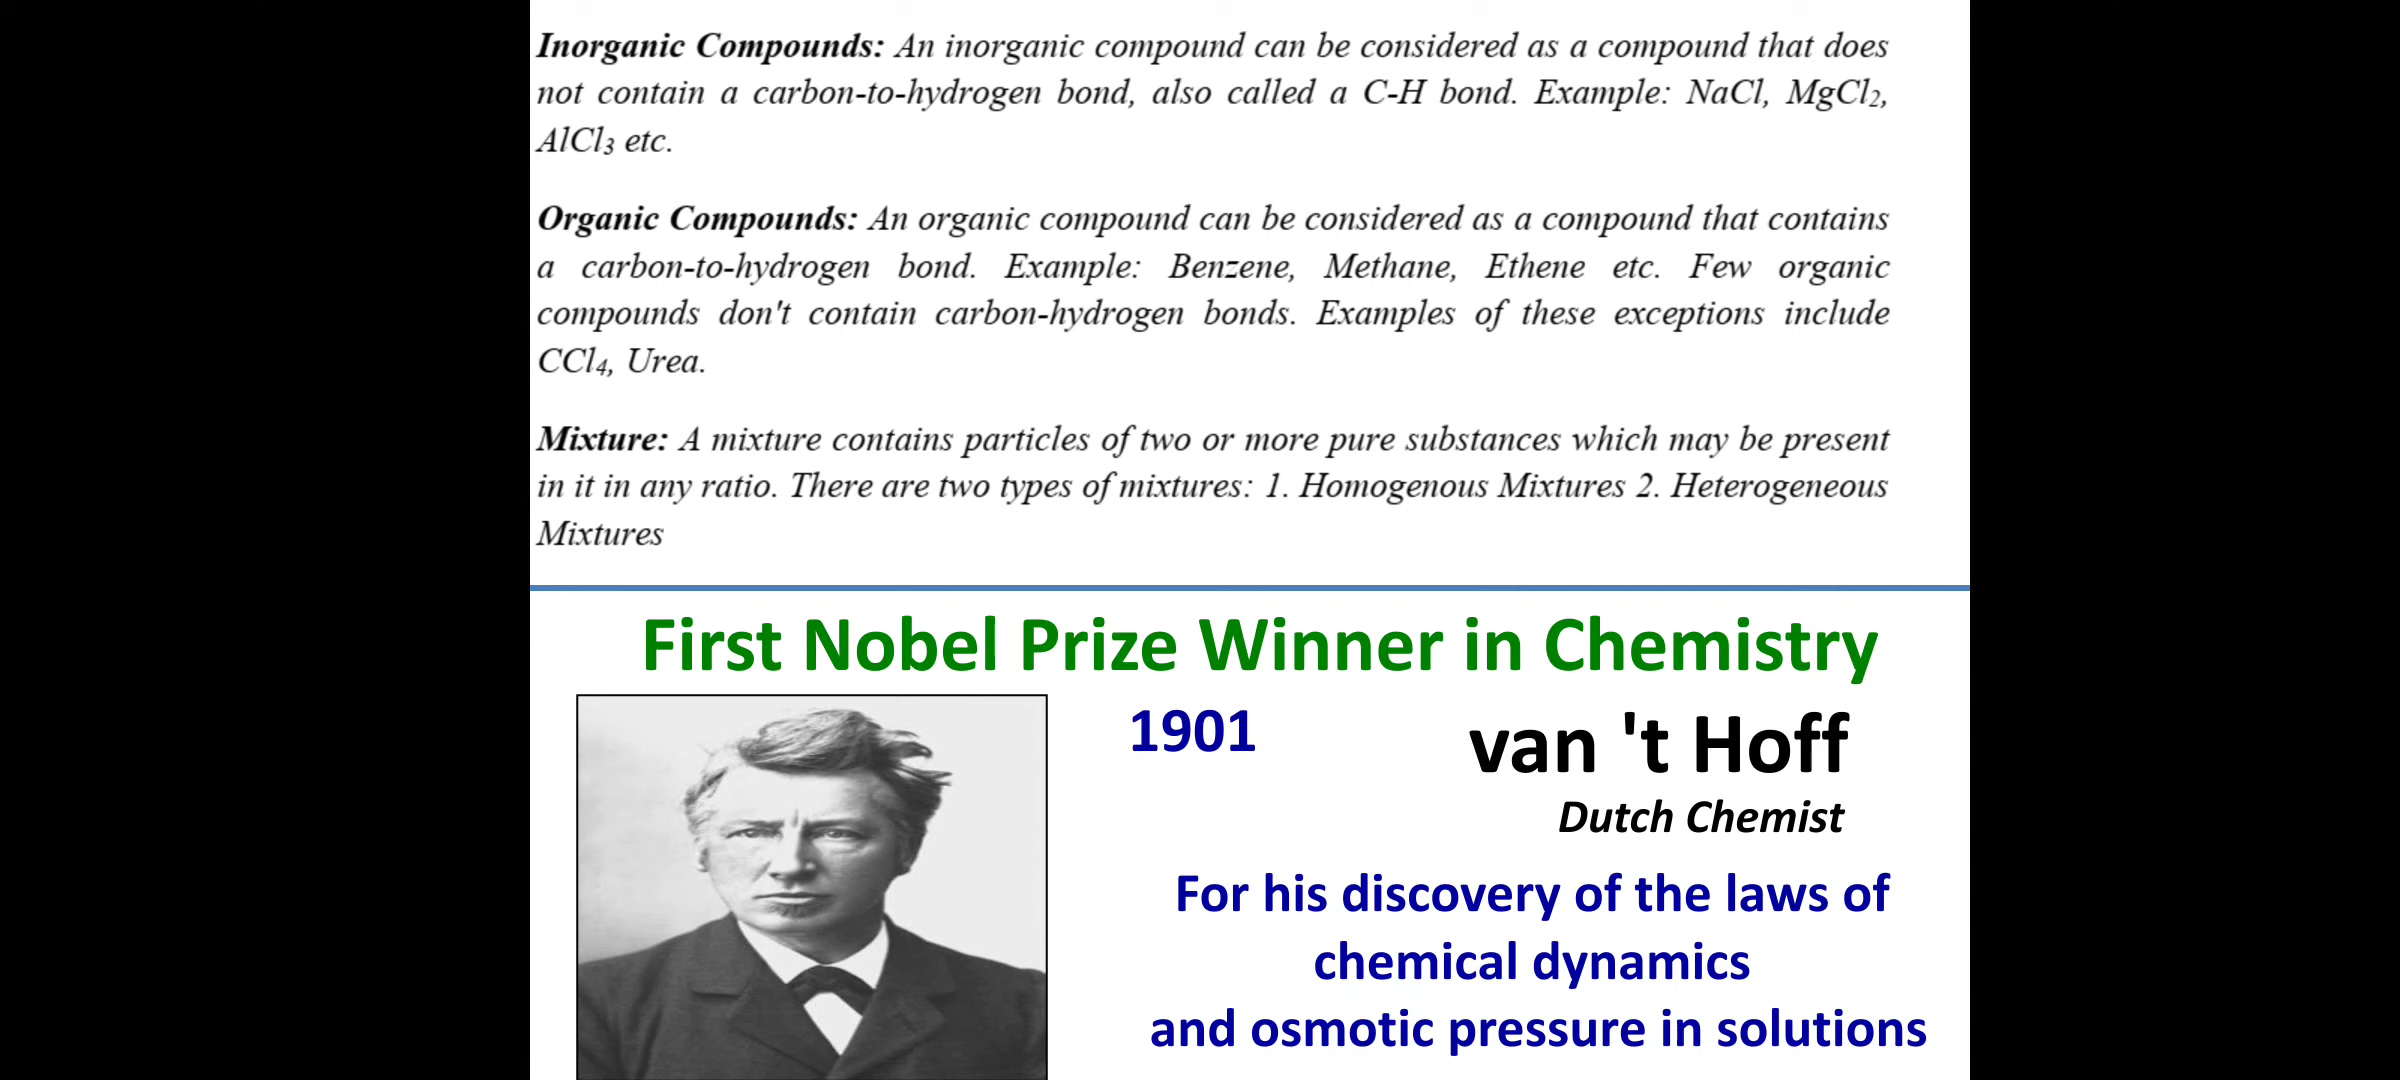 Inorganic Compounds: An inorganic compound can be considered as a compound that does
not contain a carbon-to-hydrogen bond, also called a C-H bond. Example: NaCl, MgCl₂,
AlCl₃ etc.
Organic Compounds: An organic compound can be considered as a compound that contains
a carbon-to-hydrogen bond. Example: Benzene, Methane, Ethene etc. Few organic
compounds don't contain carbon-hydrogen bonds. Examples of these exceptions include
CCl₄, Urea.
Mixture: A mixture contains particles of two or more pure substances which may be present
in it in any ratio. There are two types of mixtures: 1. Homogenous Mixtures 2. Heterogeneous
Mixtures
First Nobel Prize Winner in Chemistry
1901
van 't Hoff
Dutch Chemist
For his discovery of the laws of
chemical dynamics
and osmotic pressure in solutions